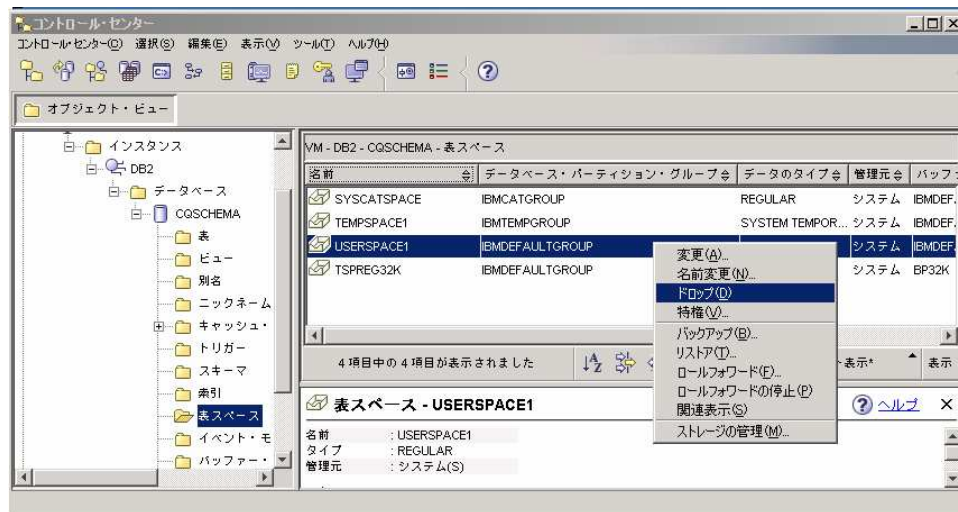 コントロール・センター
コントロール・センター(C) 選択(S) 編集(E) 表示(V) ツール(T) ヘルプ(H)
オブジェクト・ビュー
インスタンス
DB2
データベース
CQSCHEMA
表
ビュー
別名
ニックネーム
キャッシュ・
トリガー
スキーマ
索引
表スペース
イベント・モ
バッファー・
VM - DB2 - CQSCHEMA - 表スペース
名前 データベース・パーティション・グループ データのタイプ 管理元 バッファ
SYSCATSPACE IBMCATGROUP REGULAR システム IBMDEF.
TEMPSPACE1 IBMTEMPGROUP SYSTEM TEMPOR... システム IBMDEF.
USERSPACE1 IBMDEFAULTGROUP システム IBMDEF.
TSPREG32K IBMDEFAULTGROUP システム BP32K
変更(A)...
名前変更(N)...
ドロップ(D)
特権(V)...
バックアップ(B)...
リストア(T)...
ロールフォワード(F)...
ロールフォワードの停止(P)
関連表示(S)
ストレージの管理(M)...
4 項目中の 4 項目が表示されました
表示* 表示
表スペース - USERSPACE1
ヘルプ
名前 : USERSPACE1
タイプ : REGULAR
管理元 : システム(S)